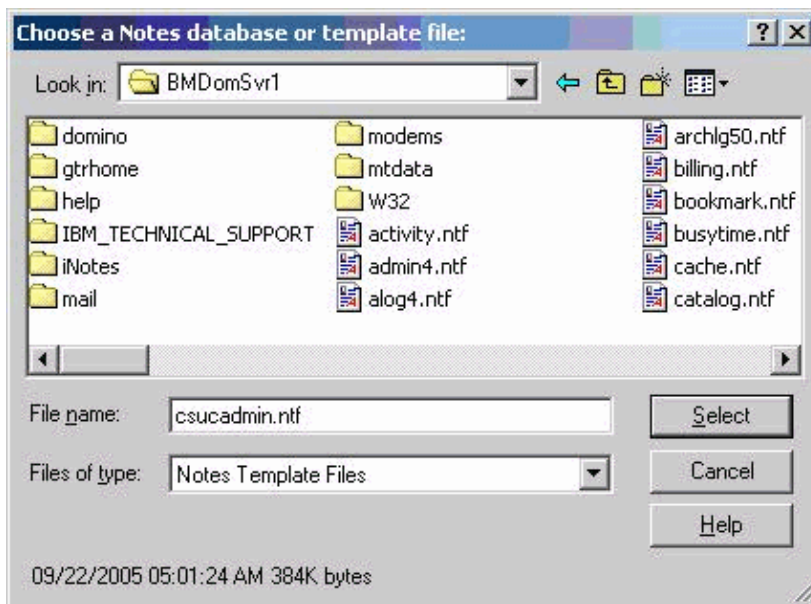 Choose a Notes database or template file:
Look in: BMDomSvr1
domino modems archlg50.ntf
gtrhome mtdata billing.ntf
help W32 bookmark.ntf
IBM_TECHNICAL_SUPPORT activity.ntf busytime.ntf
iNotes admin4.ntf cache.ntf
mail alog4.ntf catalog.ntf
File name: csucadmin.ntf Select
Files of type: Notes Template Files Cancel
Help
09/22/2005 05:01:24 AM 384K bytes